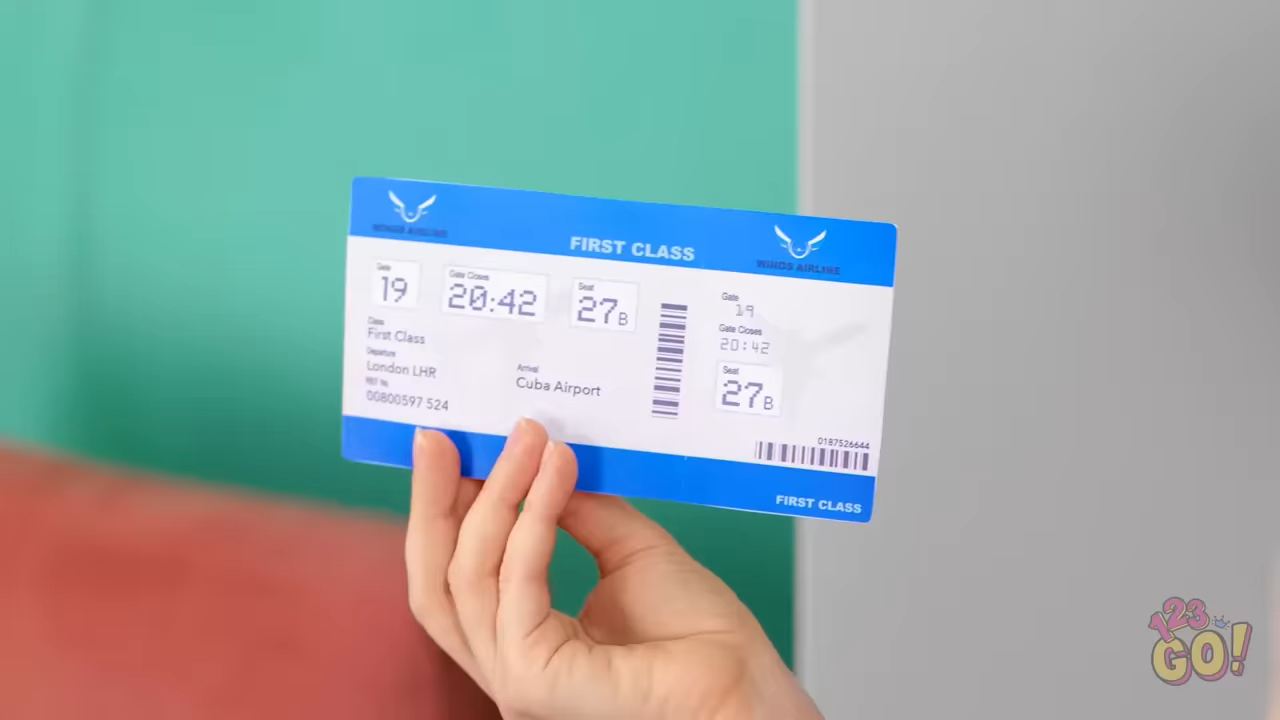 WINGS AIRLINE
FIRST CLASS
WINGS AIRLINE
Gate
19
Gate Closes
20:42
Seat
27B
Class
First Class
Departure
London LHR
00800597 524
Arrival
Cuba Airport
Gate
19
Gate Closes
20:42
Seat
27B
0187526644
FIRST CLASS
123
GO!